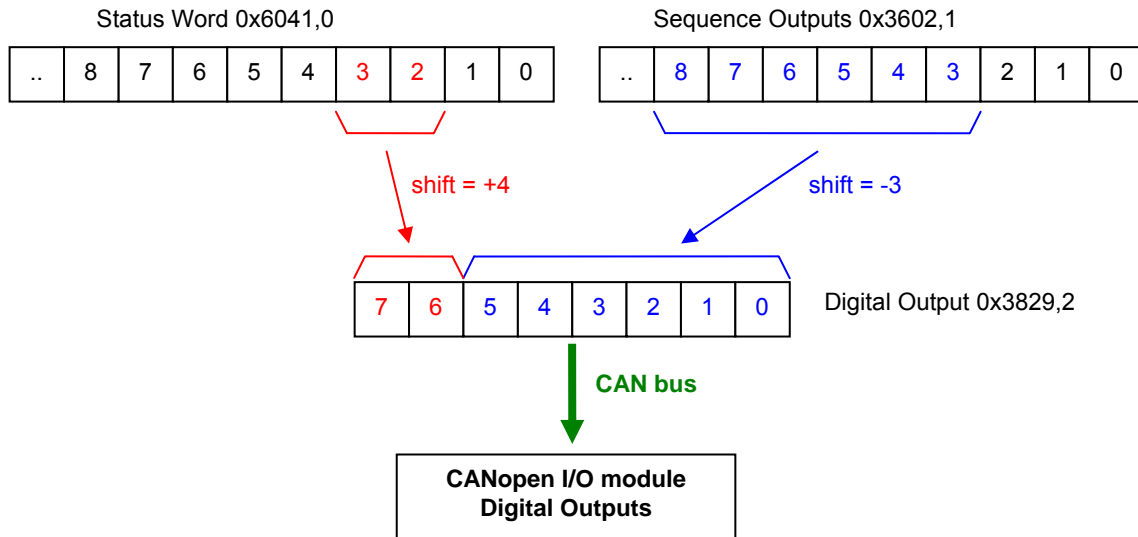 Status Word 0x6041,0
Sequence Outputs 0x3602,1
.. 8 7 6 5 4 3 2 1 0
.. 8 7 6 5 4 3 2 1 0
shift = +4
shift = -3
7 6 5 4 3 2 1 0
Digital Output 0x3829,2
CAN bus
CANopen I/O module
Digital Outputs